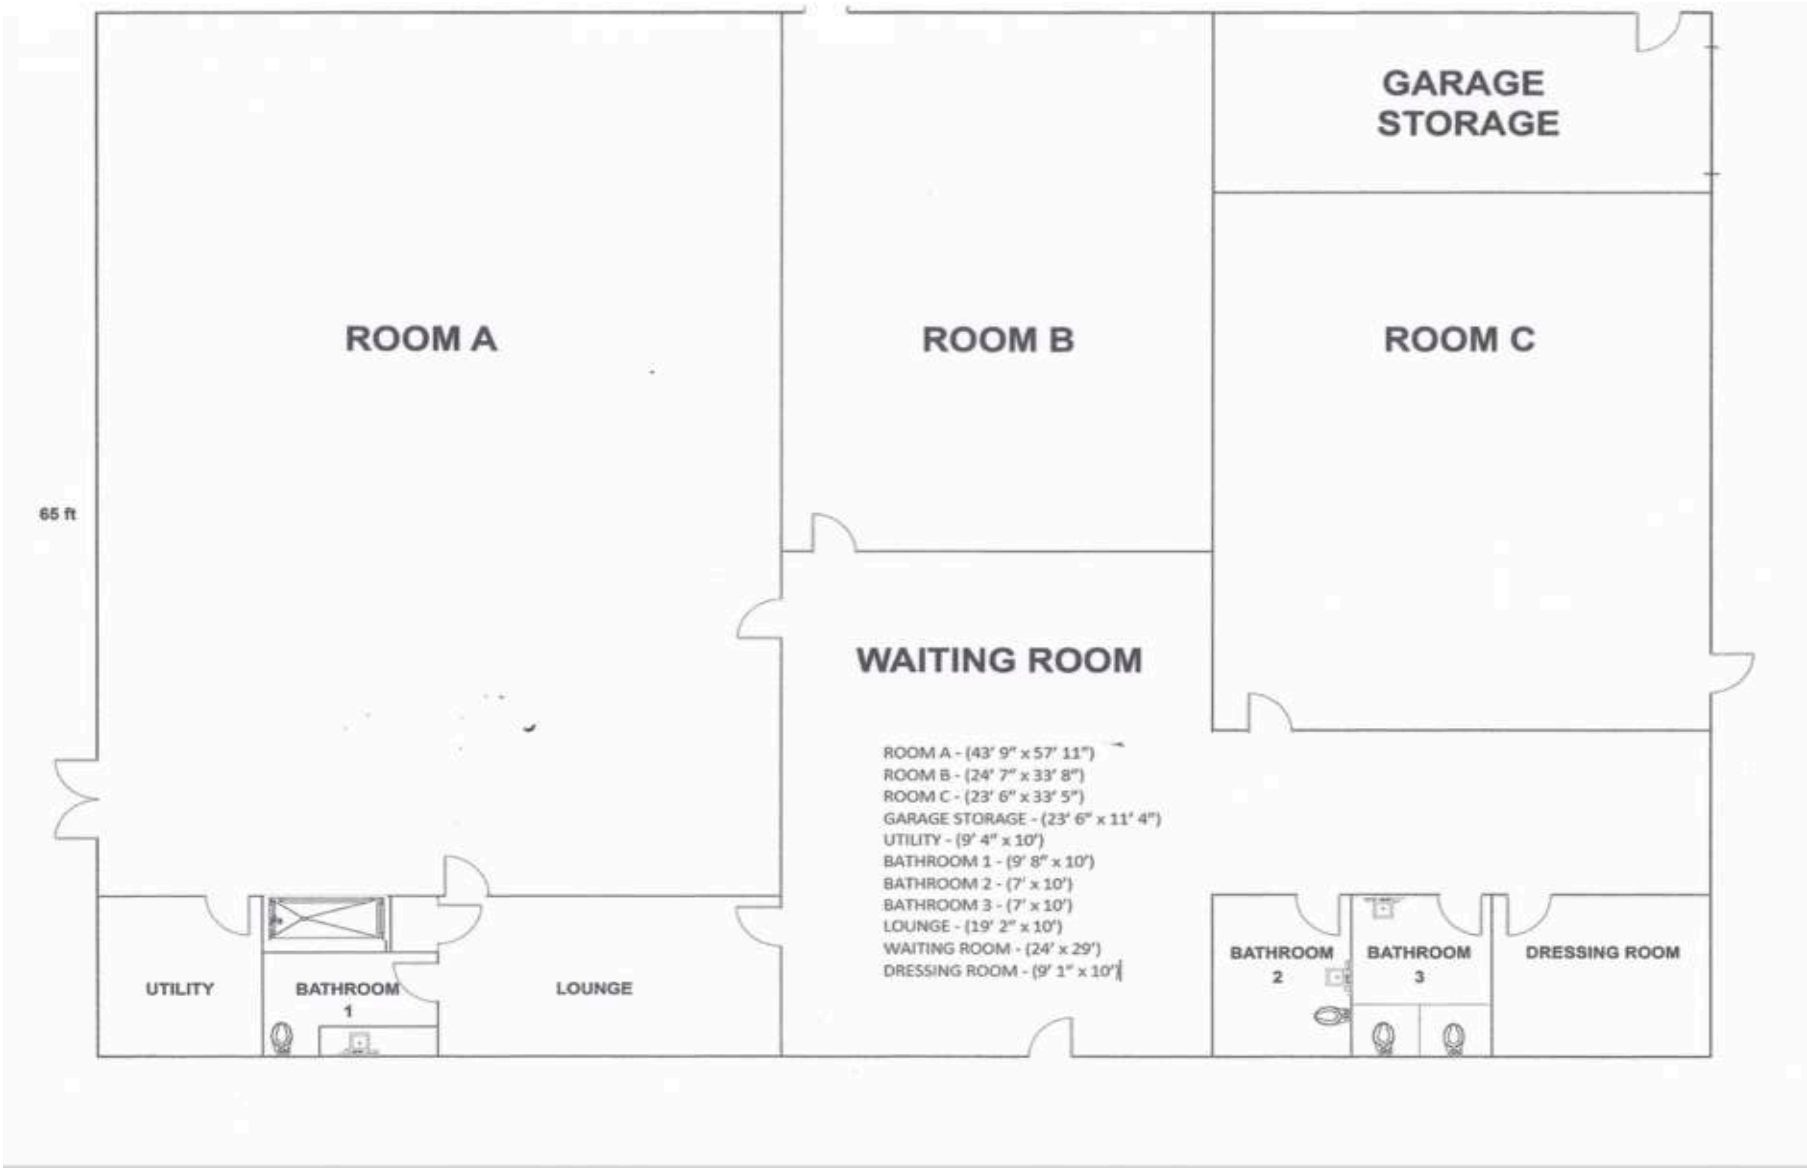 GARAGE
STORAGE
ROOM A
ROOM B
ROOM C
65 ft
WAITING ROOM
ROOM A - (43' 9" x 57' 11")
ROOM B - (24' 7" x 33' 8")
ROOM C - (23' 6" x 33' 5")
GARAGE STORAGE - (23' 6" x 11' 4")
UTILITY - (9' 4" x 10')
BATHROOM 1 - (9' 8" x 10')
BATHROOM 2 - (7' x 10')
BATHROOM 3 - (7' x 10')
LOUNGE - (19' 2" x 10')
WAITING ROOM - (24' x 29')
DRESSING ROOM - (9' 1" x 10')
UTILITY
BATHROOM
1
LOUNGE
BATHROOM
2
BATHROOM
3
DRESSING ROOM